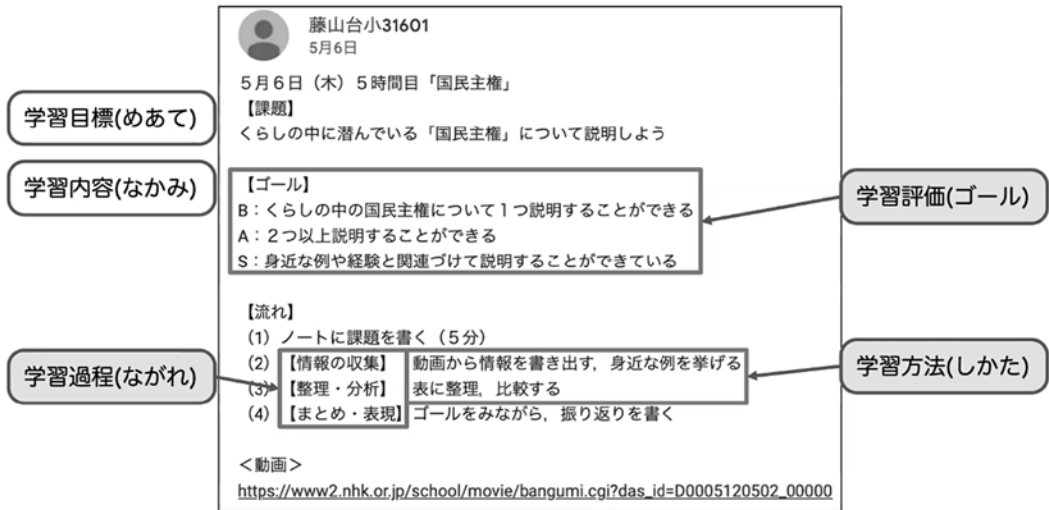 藤山台小31601
5月6日
5月6日（木）5時間目「国民主権」
【課題】
くらしの中に潜んでいる「国民主権」について説明しよう
【ゴール】
B：くらしの中の国民主権について1つ説明することができる
A：2つ以上説明することができる
S：身近な例や経験と関連づけて説明することができている
【流れ】
(1) ノートに課題を書く（5分）
(2) 【情報の収集】 動画から情報を書き出す，身近な例を挙げる
(3) 【整理・分析】 表に整理，比較する
(4) 【まとめ・表現】 ゴールをみながら，振り返りを書く
＜動画＞
https://www2.nhk.or.jp/school/movie/bangumi.cgi?das_id=D0005120502_00000
学習目標(めあて)
学習内容(なかみ)
学習過程(ながれ)
学習評価(ゴール)
学習方法(しかた)